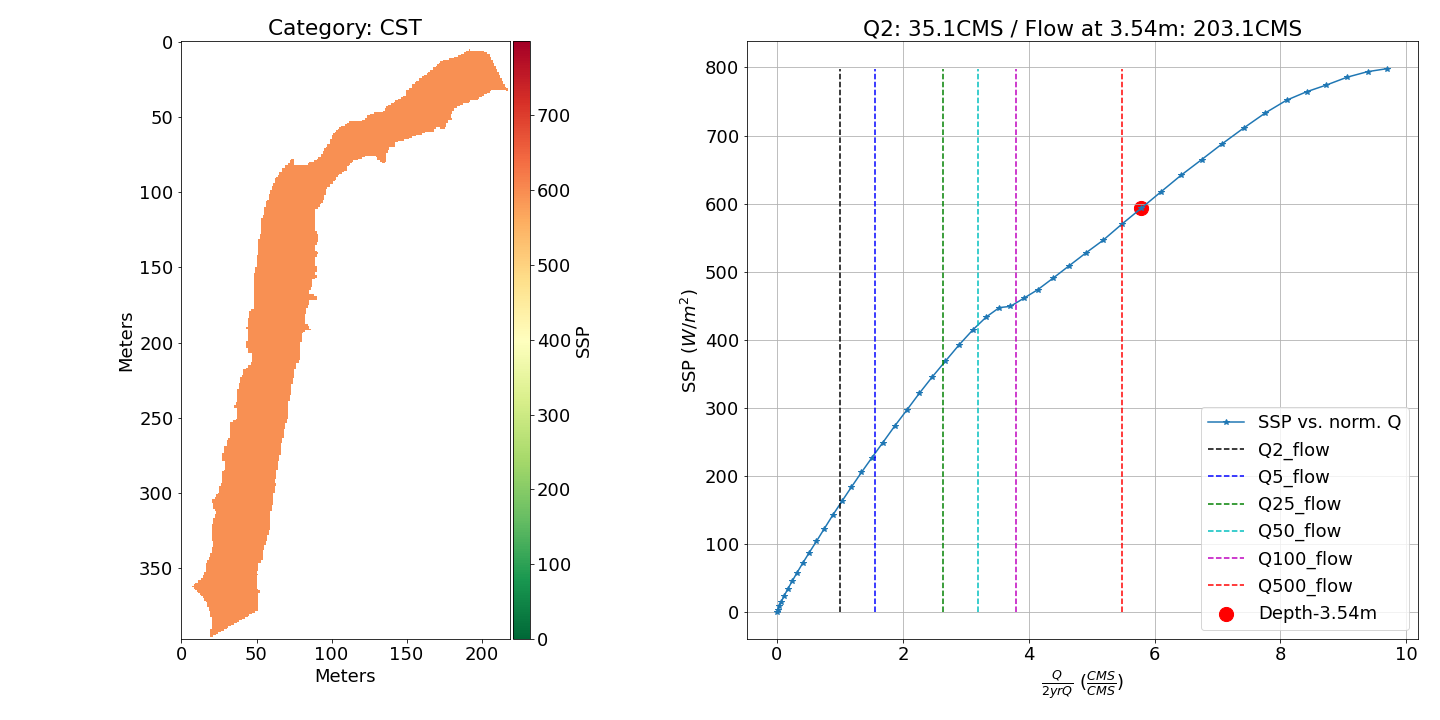 Category: CST
0
50
100
150
200
250
300
350
Meters
0
50
100
150
200
Meters
700
600
500
400
300
200
100
0
SSP
Q2: 35.1CMS / Flow at 3.54m: 203.1CMS
800
700
600
500
400
300
200
100
0
SSP (W/m²)
0
2
4
6
8
10
Q/2yrQ (CMS/CMS)
SSP vs. norm. Q
Q2_flow
Q5_flow
Q25_flow
Q50_flow
Q100_flow
Q500_flow
Depth-3.54m